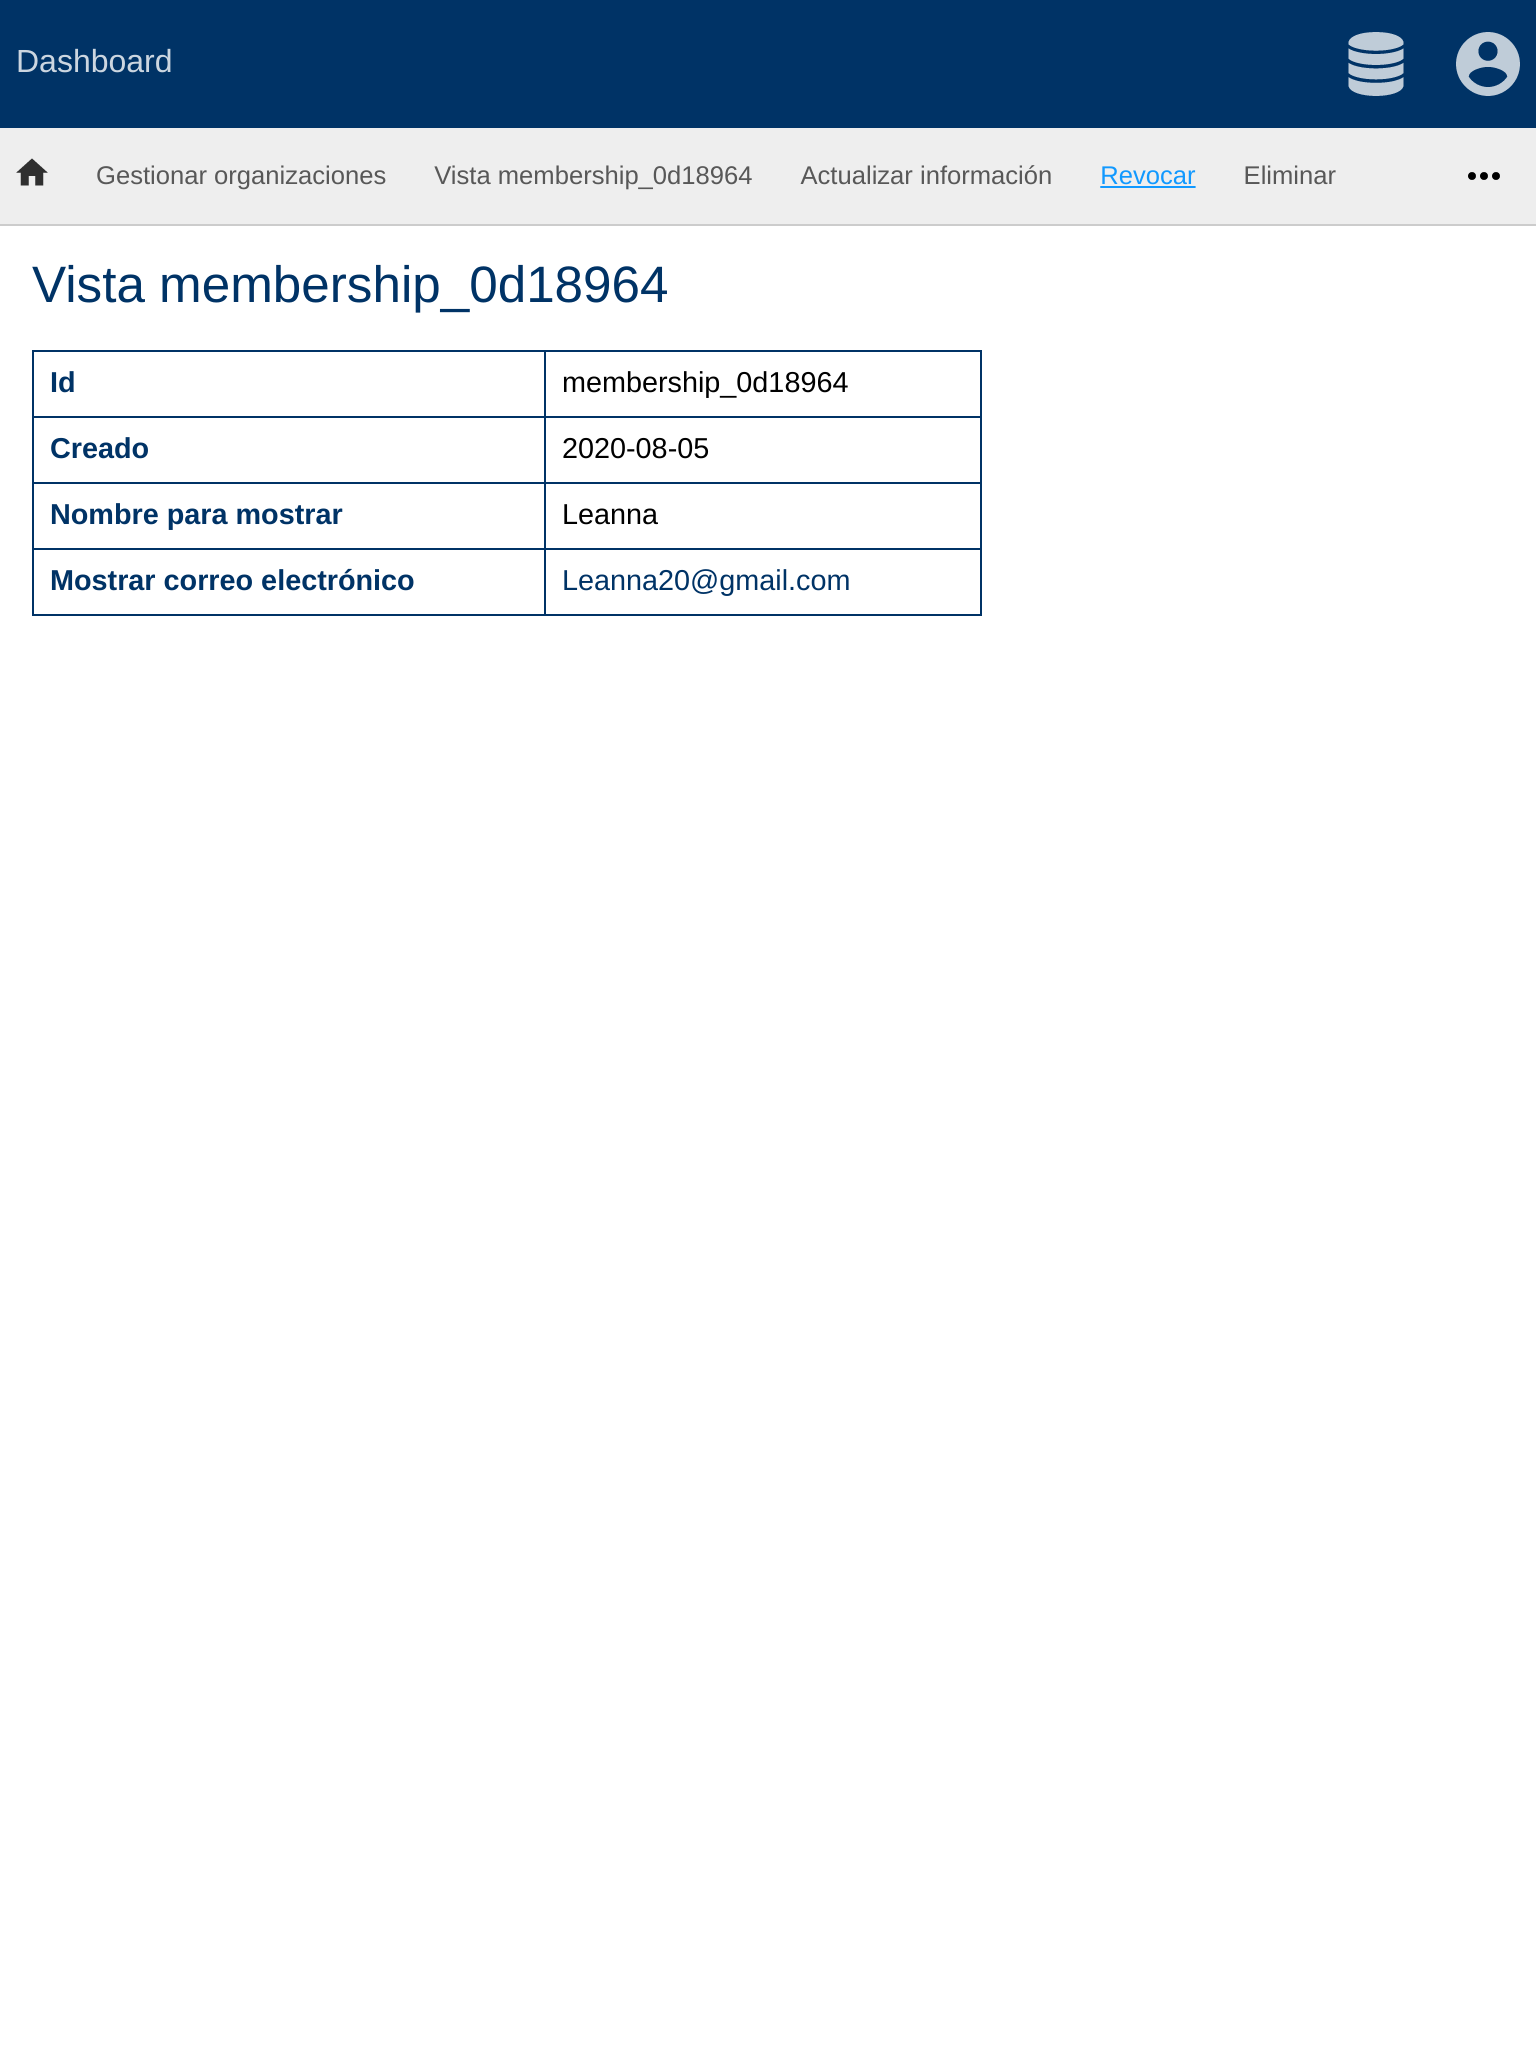 Dashboard
Gestionar organizaciones Vista membership_0d18964 Actualizar información Revocar Eliminar
Vista membership_0d18964
Id membership_0d18964
Creado 2020-08-05
Nombre para mostrar Leanna
Mostrar correo electrónico Leanna20@gmail.com